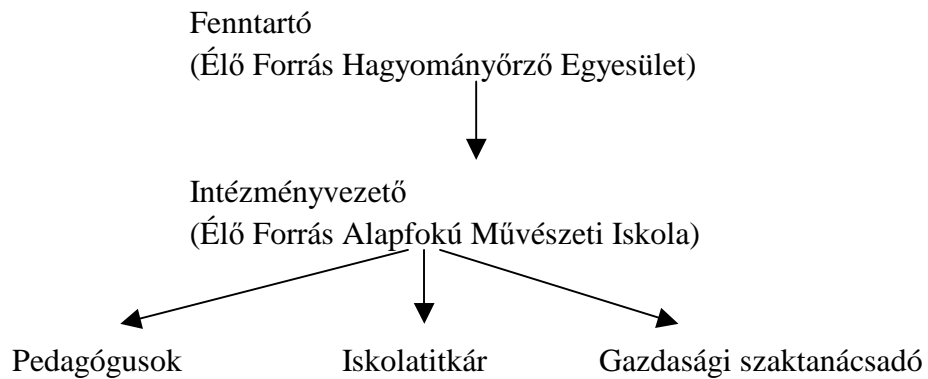 Fenntartó
(Élő Forrás Hagyományőrző Egyesület)
Intézményvezető
(Élő Forrás Alapfokú Művészeti Iskola)
Pedagógusok
Iskolatitkár
Gazdasági szaktanácsadó